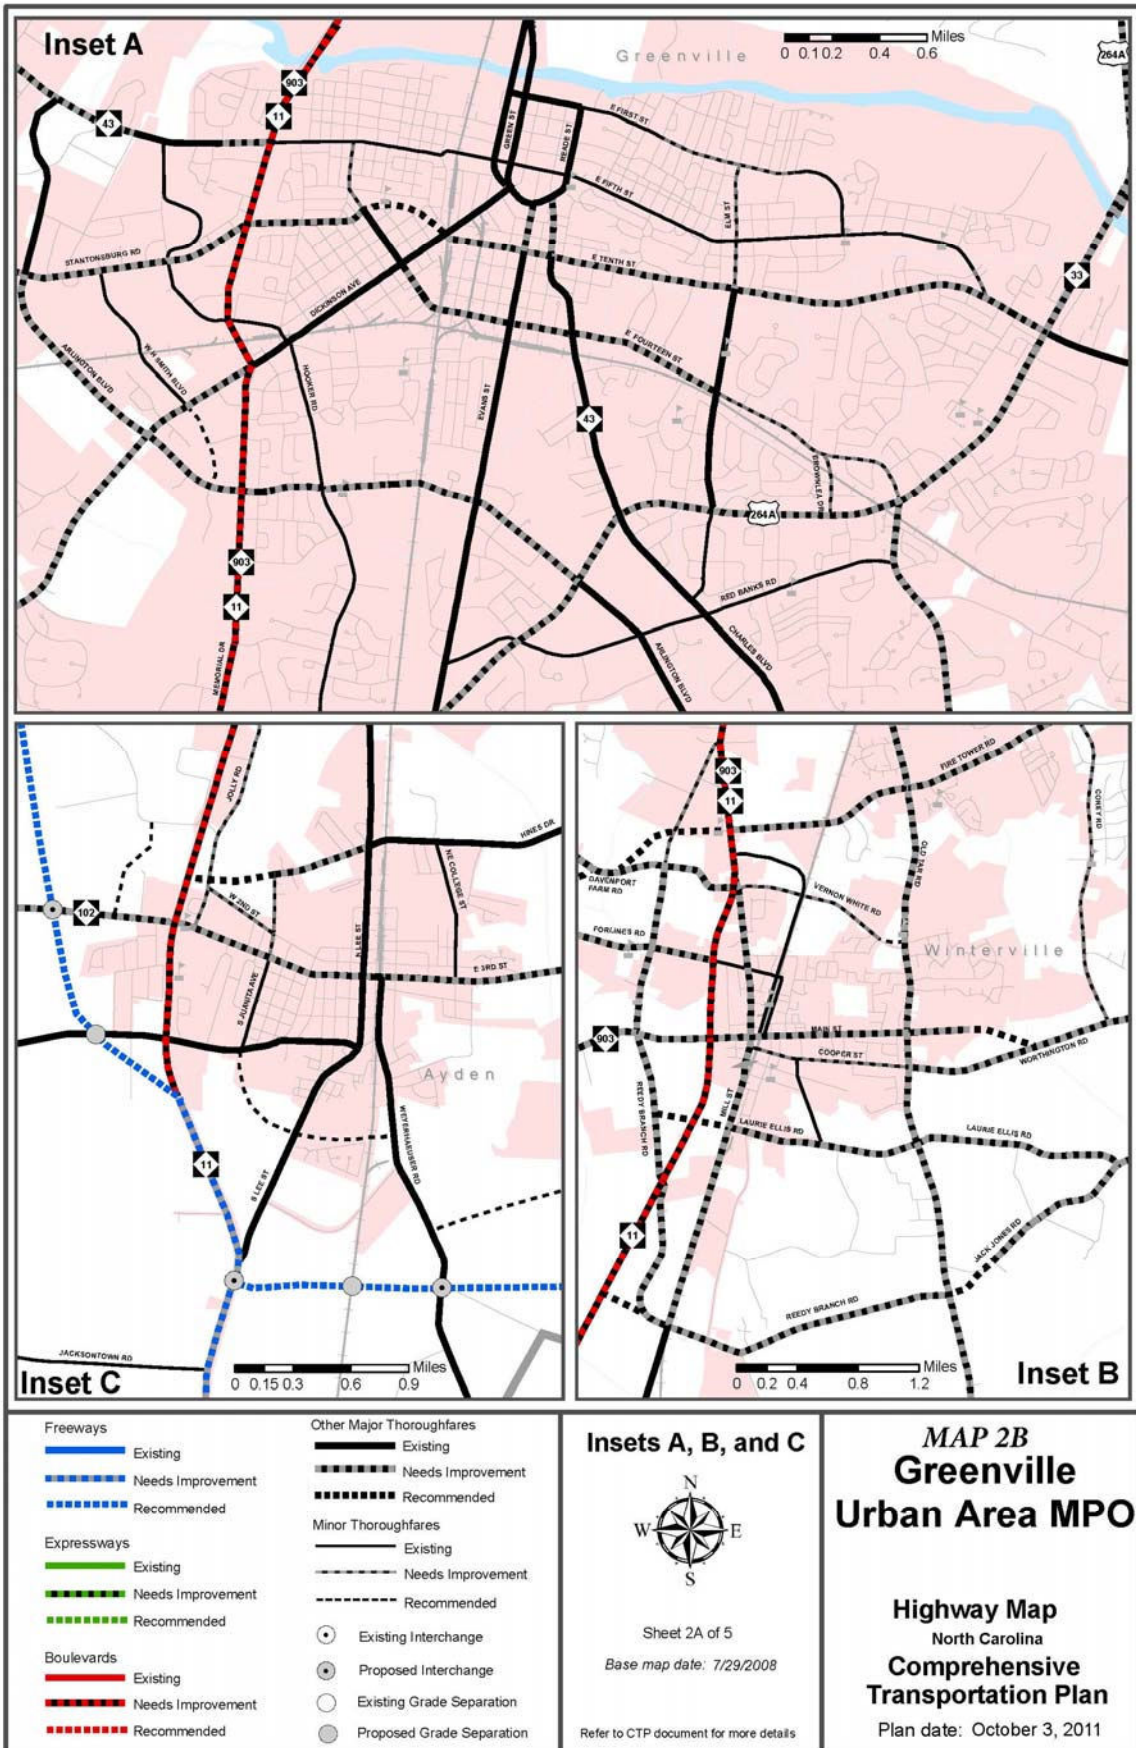 Inset A
Greenville
Miles
0 0.10.2 0.4 0.6
264A
903
11
43
GREEN ST
READE ST
E FIRST ST
E FIFTH ST
ELM ST
STANTONSBURG RD
E TENTH ST
33
DICKINSON AVE
E FOURTEEN ST
ARLINGTON BLVD
W H SMITH BLVD
HOOKER RD
EVANS ST
43
BROWNLEA DR
264A
903
11
RED BANKS RD
MEMORIAL DR
ARLINGTON BLVD
CHARLES BLVD
JOLLY RD
HINES DR
NE COLLEGE ST
W 2ND ST
102
N LEE ST
E 3RD ST
S JUANITA AVE
Ayden
WEYERHAEUSER RD
11
S LEE ST
JACKSONTOWN RD
Miles
0 0.15 0.3 0.6 0.9
Inset C
903
11
FIRE TOWER RD
COREY RD
OLD TAR RD
DAVENPORT
FARM RD
VERNON WHITE RD
FORLINES RD
Winterville
903
MAIN ST
COOPER ST
WORTHINGTON RD
REEDY BRANCH RD
MILL ST
LAURIE ELLIS RD
LAURIE ELLIS RD
11
JACK JONES RD
REEDY BRANCH RD
Miles
0 0.2 0.4 0.8 1.2
Inset B
Freeways
Existing
Needs Improvement
Recommended
Expressways
Existing
Needs Improvement
Recommended
Boulevards
Existing
Needs Improvement
Recommended
Other Major Thoroughfares
Existing
Needs Improvement
Recommended
Minor Thoroughfares
Existing
Needs Improvement
Recommended
Existing Interchange
Proposed Interchange
Existing Grade Separation
Proposed Grade Separation
Insets A, B, and C
N
W E
S
Sheet 2A of 5
Base map date: 7/29/2008
Refer to CTP document for more details
MAP 2B
Greenville
Urban Area MPO
Highway Map
North Carolina
Comprehensive
Transportation Plan
Plan date: October 3, 2011